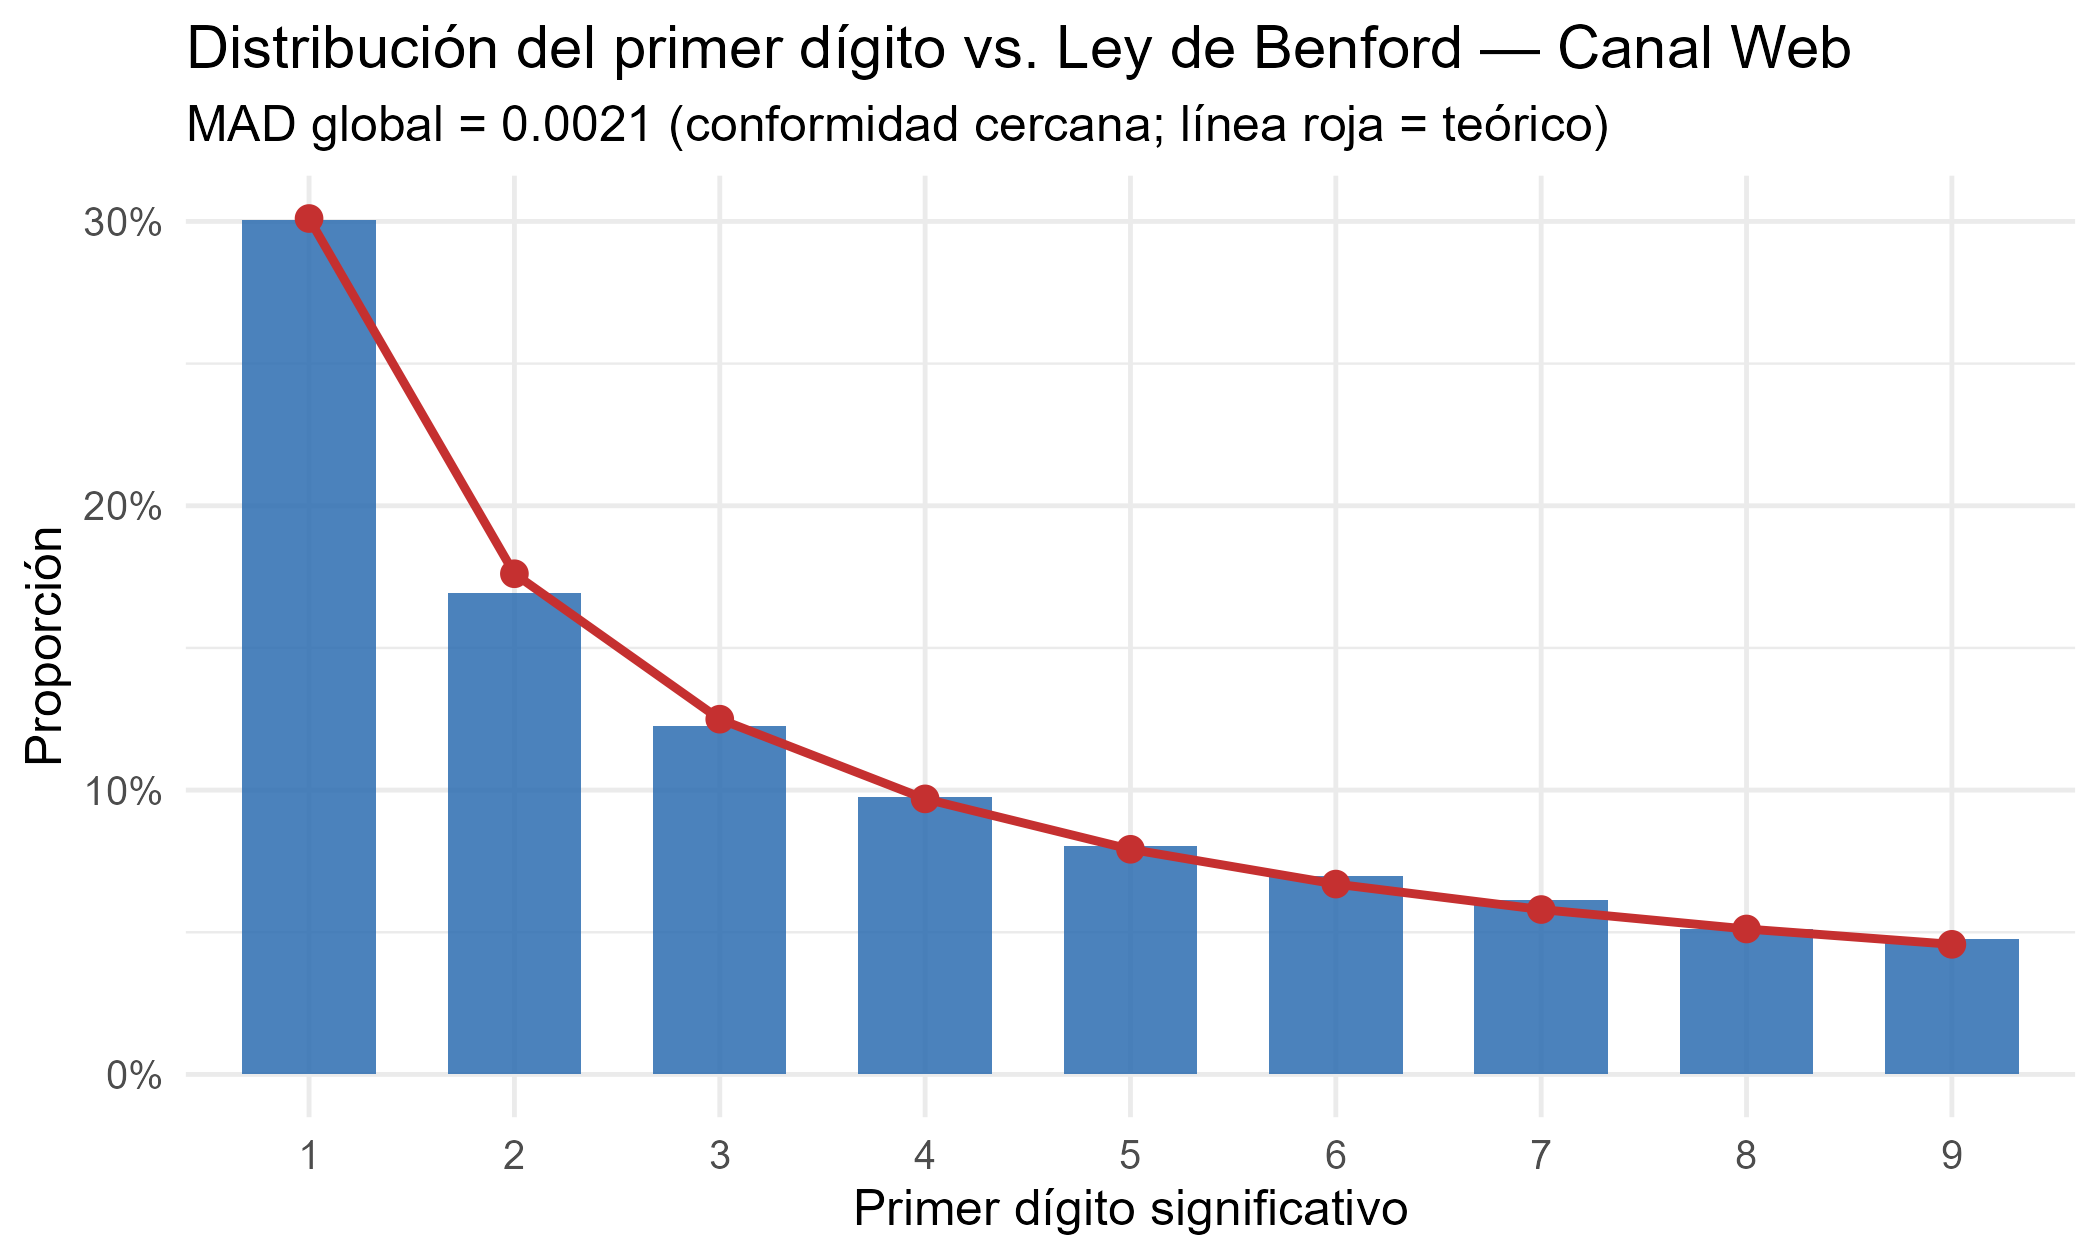 Distribución del primer dígito vs. Ley de Benford — Canal Web
MAD global = 0.0021 (conformidad cercana; línea roja = teórico)
Proporción
30%
20%
10%
0%
1 2 3 4 5 6 7 8 9
Primer dígito significativo